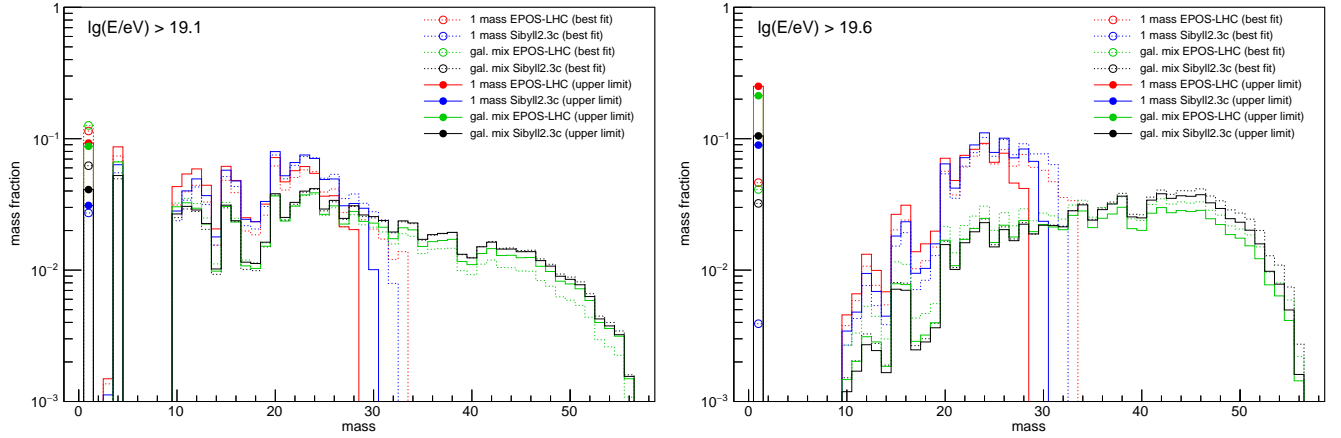 lg(E/eV) > 19.1
1 mass EPOS-LHC (best fit)
1 mass Sibyll2.3c (best fit)
gal. mix EPOS-LHC (best fit)
gal. mix Sibyll2.3c (best fit)
1 mass EPOS-LHC (upper limit)
1 mass Sibyll2.3c (upper limit)
gal. mix EPOS-LHC (upper limit)
gal. mix Sibyll2.3c (upper limit)
1
10⁻¹
10⁻²
10⁻³
mass fraction
0 10 20 30 40 50
mass
lg(E/eV) > 19.6
1 mass EPOS-LHC (best fit)
1 mass Sibyll2.3c (best fit)
gal. mix EPOS-LHC (best fit)
gal. mix Sibyll2.3c (best fit)
1 mass EPOS-LHC (upper limit)
1 mass Sibyll2.3c (upper limit)
gal. mix EPOS-LHC (upper limit)
gal. mix Sibyll2.3c (upper limit)
1
10⁻¹
10⁻²
10⁻³
mass fraction
0 10 20 30 40 50
mass